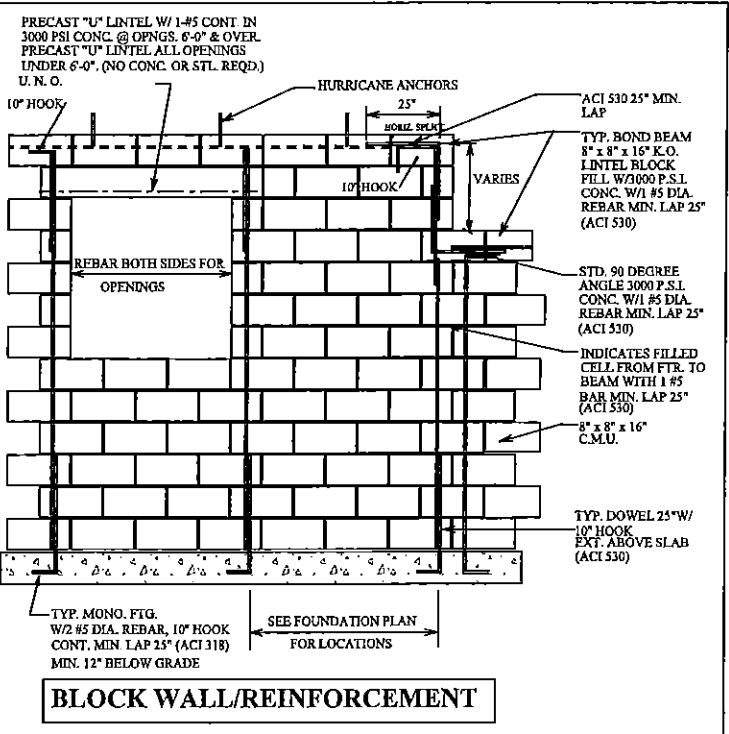 PRECAST "U" LINTEL W/ 1-#5 CONT. IN
3000 PSI CONC. @ OPNGS. 6'-0" & OVER.
PRECAST "U" LINTEL ALL OPENINGS
UNDER 6'-0". (NO CONC. OR STL. REQD.)
U. N. O.
10" HOOK
HURRICANE ANCHORS
25"
HORIZ. SPLICE
ACI 530 25" MIN.
LAP
TYP. BOND BEAM
8" x 8" x 16" K.O.
LINTEL BLOCK
FILL W/3000 P.S.I.
CONC. W/1 #5 DIA.
REBAR MIN. LAP 25"
(ACI 530)
10" HOOK
VARIES
REBAR BOTH SIDES FOR
OPENINGS
STD. 90 DEGREE
ANGLE 3000 P.S.I.
CONC. W/1 #5 DIA.
REBAR MIN. LAP 25"
(ACI 530)
INDICATES FILLED
CELL FROM FTR. TO
BEAM WITH 1 #5
BAR MIN. LAP 25"
(ACI 530)
8" x 8" x 16"
C.M.U.
TYP. DOWEL 25"W/
10" HOOK
EXT. ABOVE SLAB
(ACI 530)
TYP. MONO. FTG.
W/2 #5 DIA. REBAR, 10" HOOK
CONT. MIN. LAP 25" (ACI 318)
MIN. 12" BELOW GRADE
SEE FOUNDATION PLAN
FOR LOCATIONS
BLOCK WALL/REINFORCEMENT